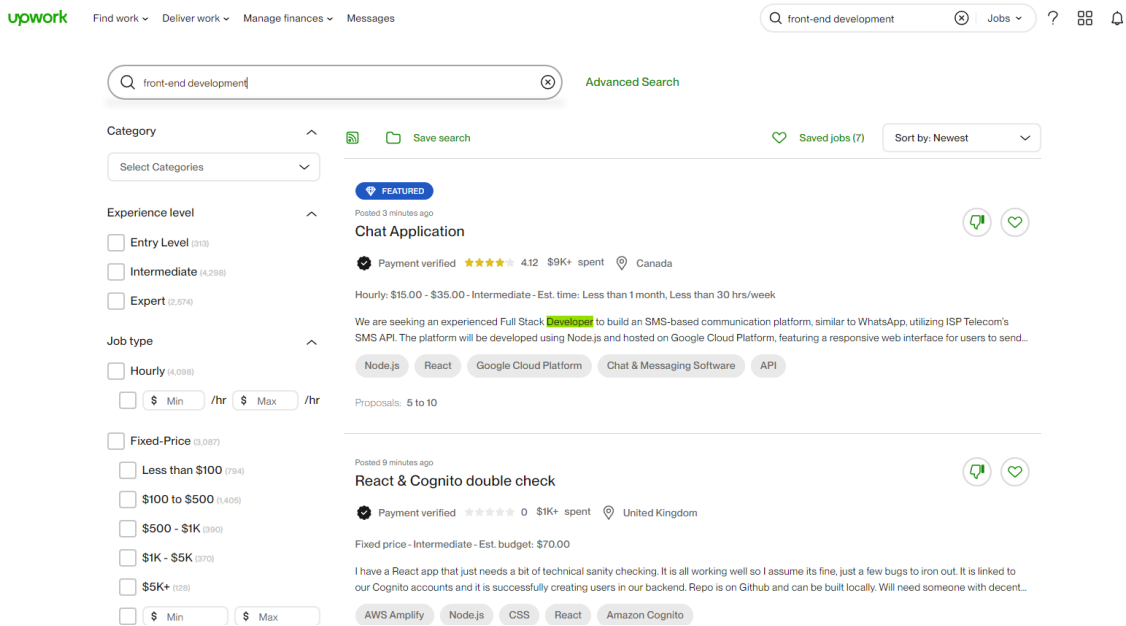 upwork Find work Deliver work Manage finances Messages front-end development Jobs
front-end development Advanced Search
Category
Select Categories
Experience level
Entry Level (313)
Intermediate (4,298)
Expert (2,574)
Job type
Hourly (4,098)
$ Min /hr $ Max /hr
Fixed-Price (3,087)
Less than $100 (794)
$100 to $500 (1,405)
$500 - $1K (390)
$1K - $5K (370)
$5K+ (128)
$ Min $ Max
Save search Saved jobs (7) Sort by: Newest
FEATURED
Posted 3 minutes ago
Chat Application
Payment verified 4.12 $9K+ spent Canada
Hourly: $15.00 - $35.00 - Intermediate - Est. time: Less than 1 month, Less than 30 hrs/week
We are seeking an experienced Full Stack Developer to build an SMS-based communication platform, similar to WhatsApp, utilizing ISP Telecom's
SMS API. The platform will be developed using Node.js and hosted on Google Cloud Platform, featuring a responsive web interface for users to send...
Node.js React Google Cloud Platform Chat & Messaging Software API
Proposals: 5 to 10
Posted 9 minutes ago
React & Cognito double check
Payment verified 0 $1K+ spent United Kingdom
Fixed price - Intermediate - Est. budget: $70.00
I have a React app that just needs a bit of technical sanity checking. It is all working well so I assume its fine, just a few bugs to iron out. It is linked to
our Cognito accounts and it is successfully creating users in our backend. Repo is on Github and can be built locally. Will need someone with decent...
AWS Amplify Node.js CSS React Amazon Cognito